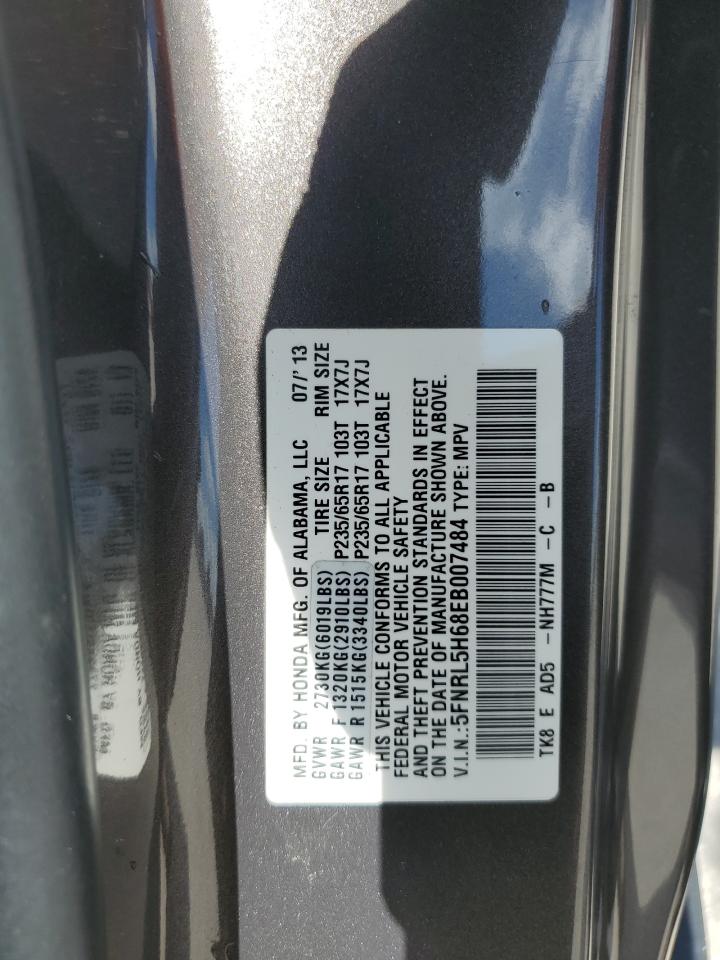 MFD. BY HONDA MFG. OF ALABAMA, LLC 07/'13
GVWR 2730KG(6019LBS) TIRE SIZE RIM SIZE
GAWR F 1320KG(2910LBS) P235/65R17 103T 17X7J
GAWR R 1515KG(3340LBS) P235/65R17 103T 17X7J
THIS VEHICLE CONFORMS TO ALL APPLICABLE
FEDERAL MOTOR VEHICLE SAFETY
AND THEFT PREVENTION STANDARDS IN EFFECT
ON THE DATE OF MANUFACTURE SHOWN ABOVE.
V.I.N.:5FNRL5H68EB007484 TYPE: MPV
TK8 E AD5 -NH777M -C -B